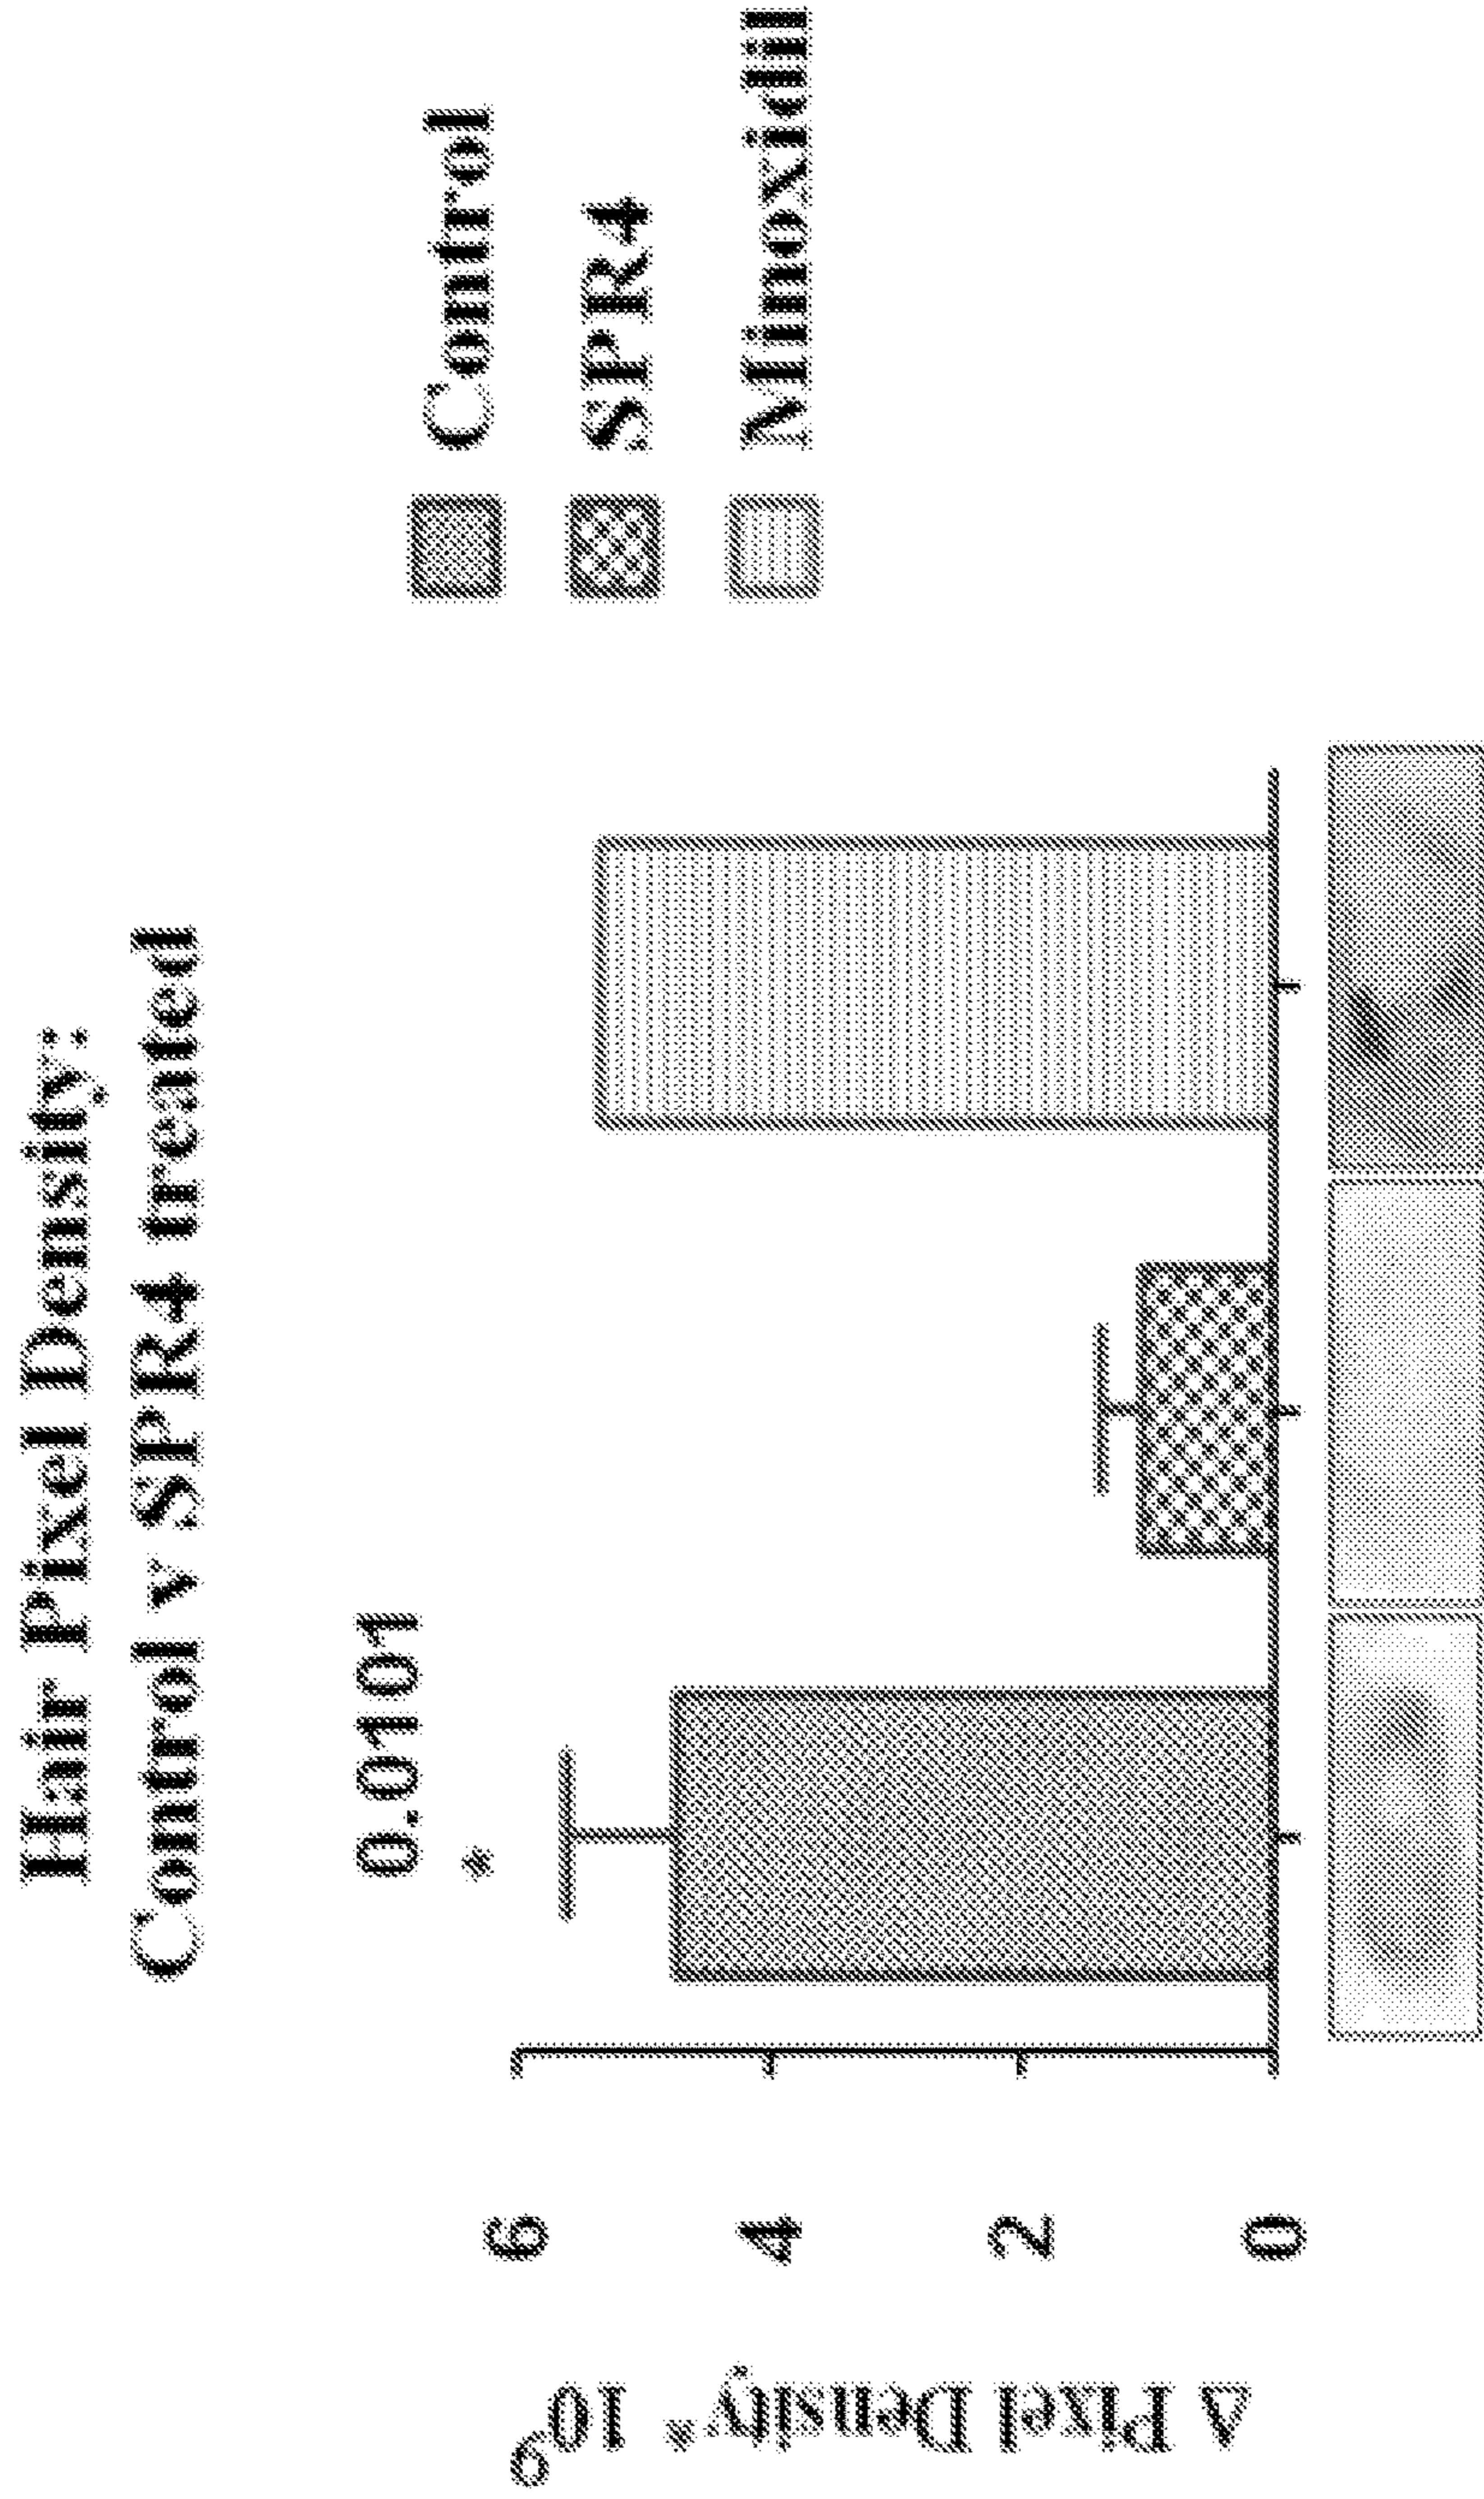 Hair Pixel Density:
Control v SPR4 treated
0.0101
*
Control
SPR4
Minoxidil
6
4
2
0
Δ Pixel Density* 10⁶